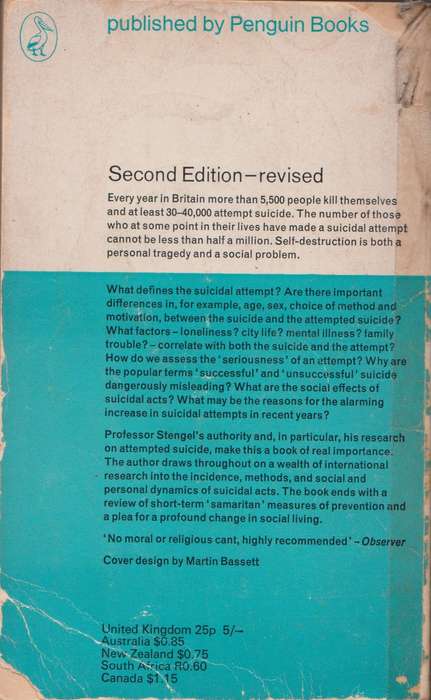 published by Penguin Books
Second Edition–revised
Every year in Britain more than 5,500 people kill themselves
and at least 30–40,000 attempt suicide. The number of those
who at some point in their lives have made a suicidal attempt
cannot be less than half a million. Self-destruction is both a
personal tragedy and a social problem.
What defines the suicidal attempt? Are there important
differences in, for example, age, sex, choice of method and
motivation, between the suicide and the attempted suicide?
What factors – loneliness? city life? mental illness? family
trouble? – correlate with both the suicide and the attempt?
How do we assess the 'seriousness' of an attempt? Why are
the popular terms 'successful' and 'unsuccessful' suicide
dangerously misleading? What are the social effects of
suicidal acts? What may be the reasons for the alarming
increase in suicidal attempts in recent years?
Professor Stengel's authority and, in particular, his research
on attempted suicide, make this a book of real importance.
The author draws throughout on a wealth of international
research into the incidence, methods, and social and
personal dynamics of suicidal acts. The book ends with a
review of short-term 'samaritan' measures of prevention and
a plea for a profound change in social living.
'No moral or religious cant, highly recommended' – Observer
Cover design by Martin Bassett
United Kingdom 25p 5/–
Australia $0.85
New Zealand $0.75
South Africa R0.60
Canada $1.15